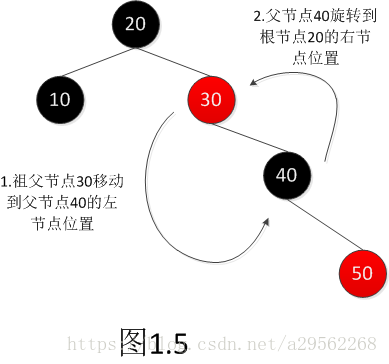 20
2.父节点40旋转到
根节点20的右节
点位置
10
30
1.祖父节点30移动
到父节点40的左
节点位置
40
50
图1.5
https://blog.csdn.net/a29562268